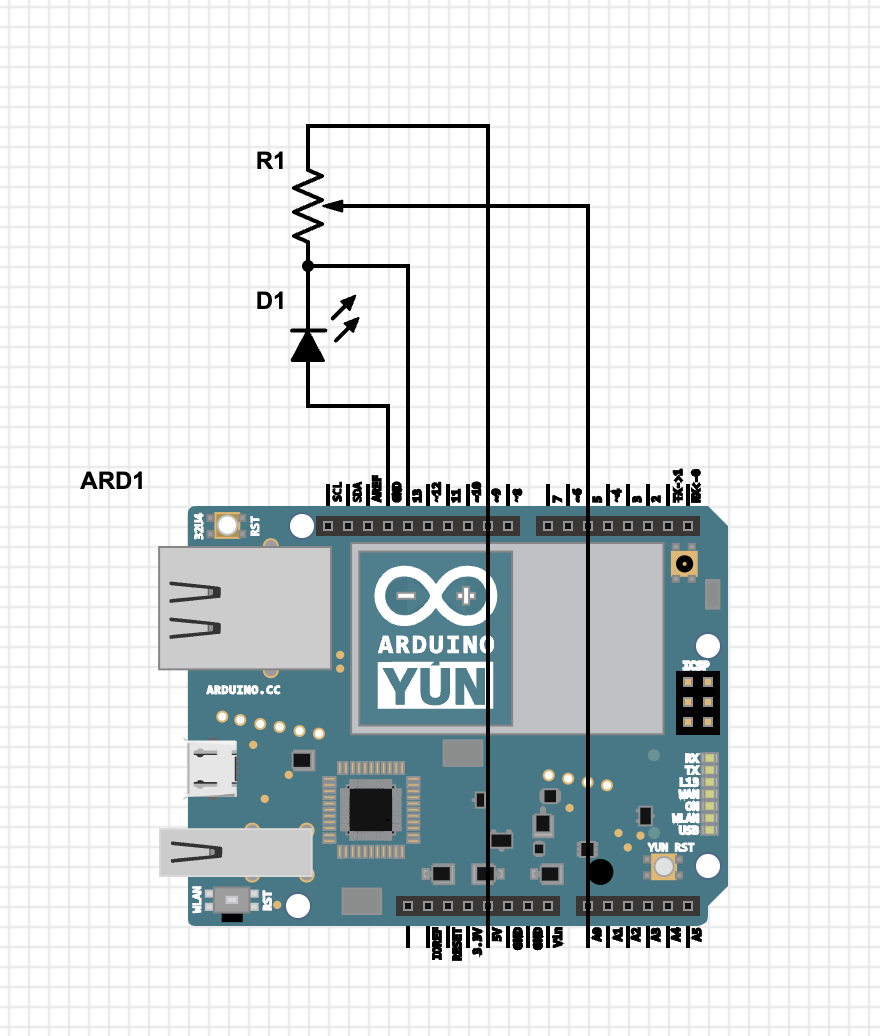 R1
D1
ARD1
SCL
SDA
AREF
GND
13
~12
11
~10
~9
~8
7
~6
5
~4
3
2
TX->1
RX<-0
32U4
RST
ARDUINO
YÚN
ICSP
ARDUINO.CC
RX
TX
L13
WAN
ON
WLAN
USB
YUN RST
WLAN
RST
IOREF
RESET
3.3V
5V
GND
GND
Vin
A0
A1
A2
A3
A4
A5